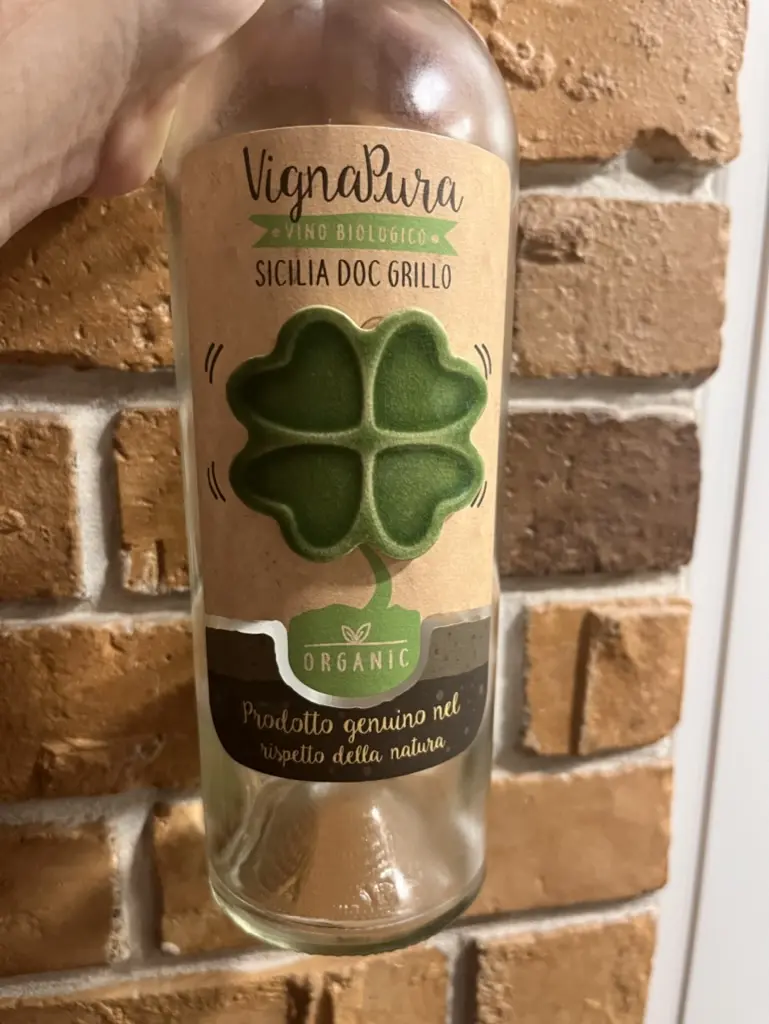 VignaPura
• VINO BIOLOGICO •
SICILIA DOC GRILLO
ORGANIC
Prodotto genuino nel
rispetto della natura